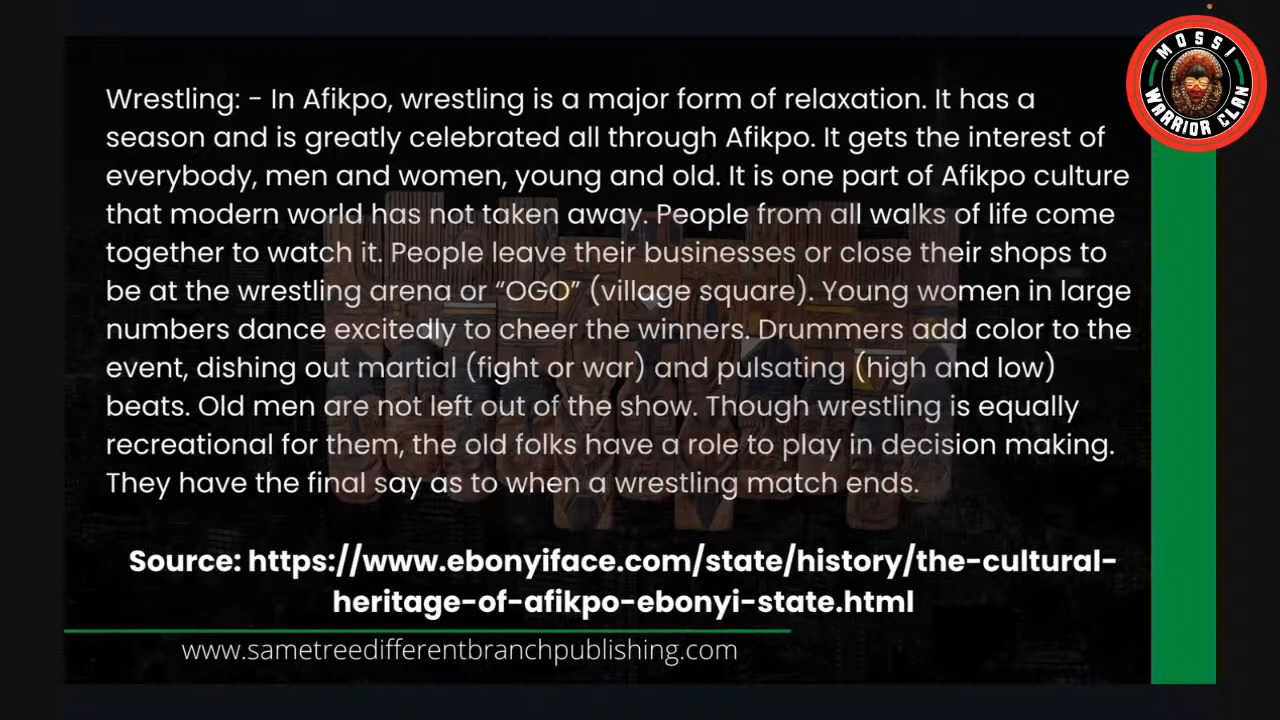 MOSSI
WARRIOR CLAN
Wrestling: - In Afikpo, wrestling is a major form of relaxation. It has a
season and is greatly celebrated all through Afikpo. It gets the interest of
everybody, men and women, young and old. It is one part of Afikpo culture
that modern world has not taken away. People from all walks of life come
together to watch it. People leave their businesses or close their shops to
be at the wrestling arena or “OGO” (village square). Young women in large
numbers dance excitedly to cheer the winners. Drummers add color to the
event, dishing out martial (fight or war) and pulsating (high and low)
beats. Old men are not left out of the show. Though wrestling is equally
recreational for them, the old folks have a role to play in decision making.
They have the final say as to when a wrestling match ends.
Source: https://www.ebonyiface.com/state/history/the-cultural-
heritage-of-afikpo-ebonyi-state.html
www.sametreedifferentbranchpublishing.com